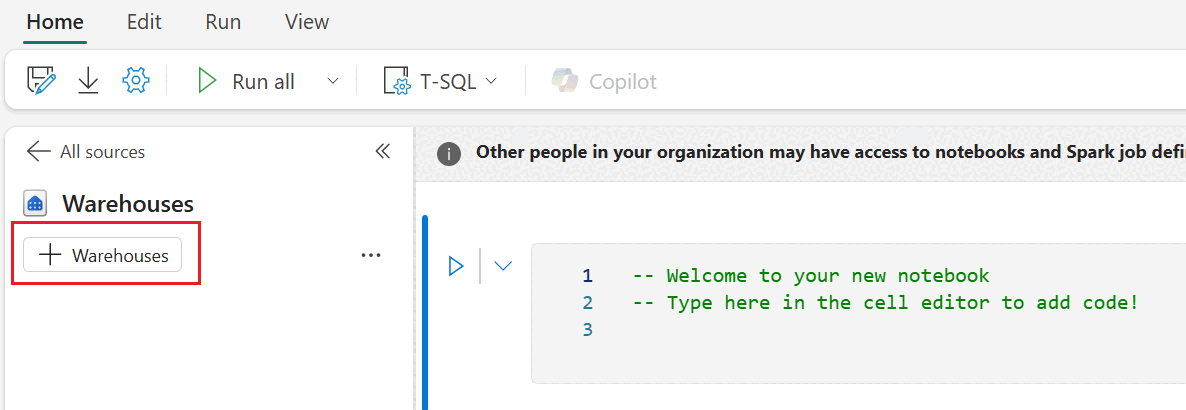 Home Edit Run View
Run all T-SQL Copilot
All sources
Other people in your organization may have access to notebooks and Spark job defi
Warehouses
Warehouses
1 -- Welcome to your new notebook
2 -- Type here in the cell editor to add code!
3